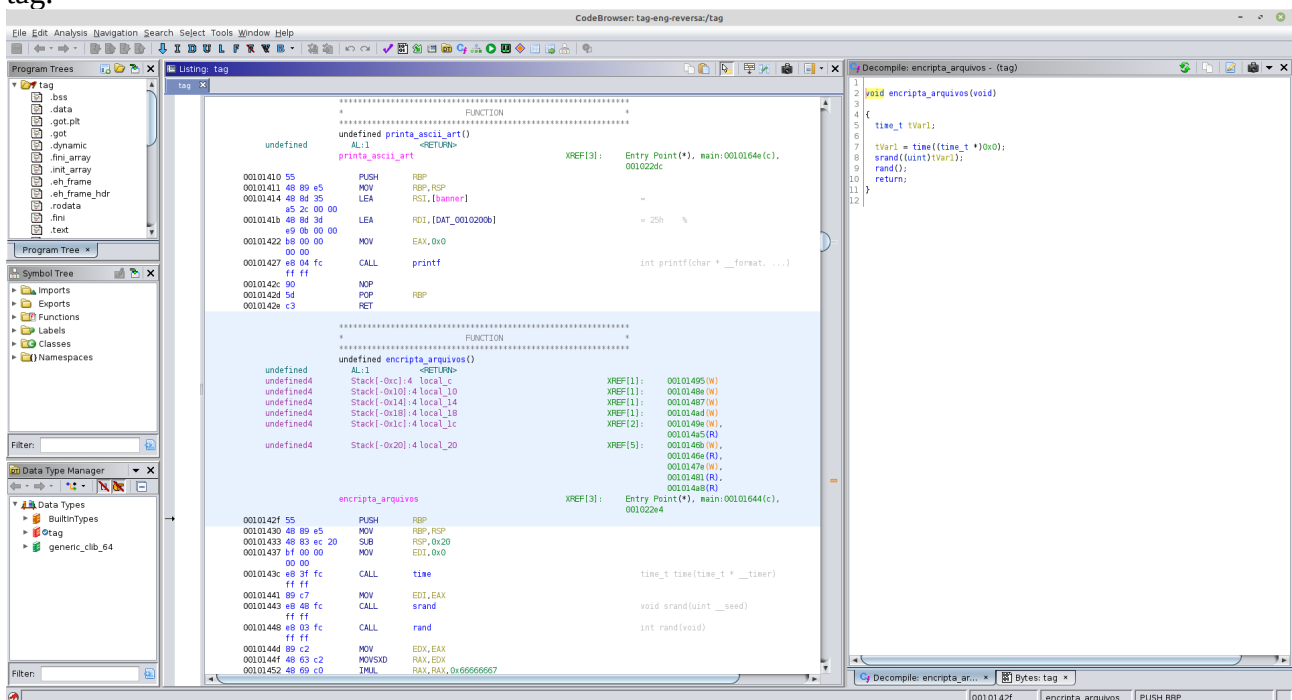 tag.
CodeBrowser: tag-eng-reversa:/tag
File Edit Analysis Navigation Search Select Tools Window Help
I D U L F V B
Program Trees
tag
.bss
.data
.got.plt
.got
.dynamic
.fini_array
.init_array
.eh_frame
.eh_frame_hdr
.rodata
.fini
.text
Program Tree ×
Symbol Tree
Imports
Exports
Functions
Labels
Classes
Namespaces
Filter:
Data Type Manager
Data Types
BuiltInTypes
tag
generic_clib_64
Filter:
Listing: tag
tag
**************************************************************
* FUNCTION *
**************************************************************
undefined printa_ascii_art()
undefined AL:1 <RETURN>
printa_ascii_art XREF[3]: Entry Point(*), main:0010164e(c),
001022dc
00101410 55 PUSH RBP
00101411 48 89 e5 MOV RBP,RSP
00101414 48 8d 35 LEA RSI,[banner] =
a5 2c 00 00
0010141b 48 8d 3d LEA RDI,[DAT_0010200b] = 25h %
e9 0b 00 00
00101422 b8 00 00 MOV EAX,0x0
00 00
00101427 e8 04 fc CALL printf int printf(char * __format, ...)
ff ff
0010142c 90 NOP
0010142d 5d POP RBP
0010142e c3 RET
**************************************************************
* FUNCTION *
**************************************************************
undefined encripta_arquivos()
undefined AL:1 <RETURN>
undefined4 Stack[-0xc]:4 local_c XREF[1]: 00101495(W)
undefined4 Stack[-0x10]:4 local_10 XREF[1]: 0010148e(W)
undefined4 Stack[-0x14]:4 local_14 XREF[1]: 00101487(W)
undefined4 Stack[-0x18]:4 local_18 XREF[1]: 001014ad(W)
undefined4 Stack[-0x1c]:4 local_1c XREF[2]: 0010149e(W),
001014a5(R)
undefined4 Stack[-0x20]:4 local_20 XREF[5]: 0010146b(W),
0010146e(R),
0010147e(W),
00101481(R),
001014a8(R)
encripta_arquivos XREF[3]: Entry Point(*), main:00101644(c),
001022e4
0010142f 55 PUSH RBP
00101430 48 89 e5 MOV RBP,RSP
00101433 48 83 ec 20 SUB RSP,0x20
00101437 bf 00 00 MOV EDI,0x0
00 00
0010143c e8 3f fc CALL time time_t time(time_t * __timer)
ff ff
00101441 89 c7 MOV EDI,EAX
00101443 e8 48 fc CALL srand void srand(uint __seed)
ff ff
00101448 e8 03 fc CALL rand int rand(void)
ff ff
0010144d 89 c2 MOV EDX,EAX
0010144f 48 63 c2 MOVSXD RAX,EDX
00101452 48 69 c0 IMUL RAX,RAX,0x66666667
Decompile: encripta_arquivos - (tag)
1
2 void encripta_arquivos(void)
3
4 {
5 time_t tVar1;
6
7 tVar1 = time((time_t *)0x0);
8 srand((uint)tVar1);
9 rand();
10 return;
11 }
12
Decompile: encripta_ar... ×
Bytes: tag ×
0010142f encripta_arquivos PUSH RBP